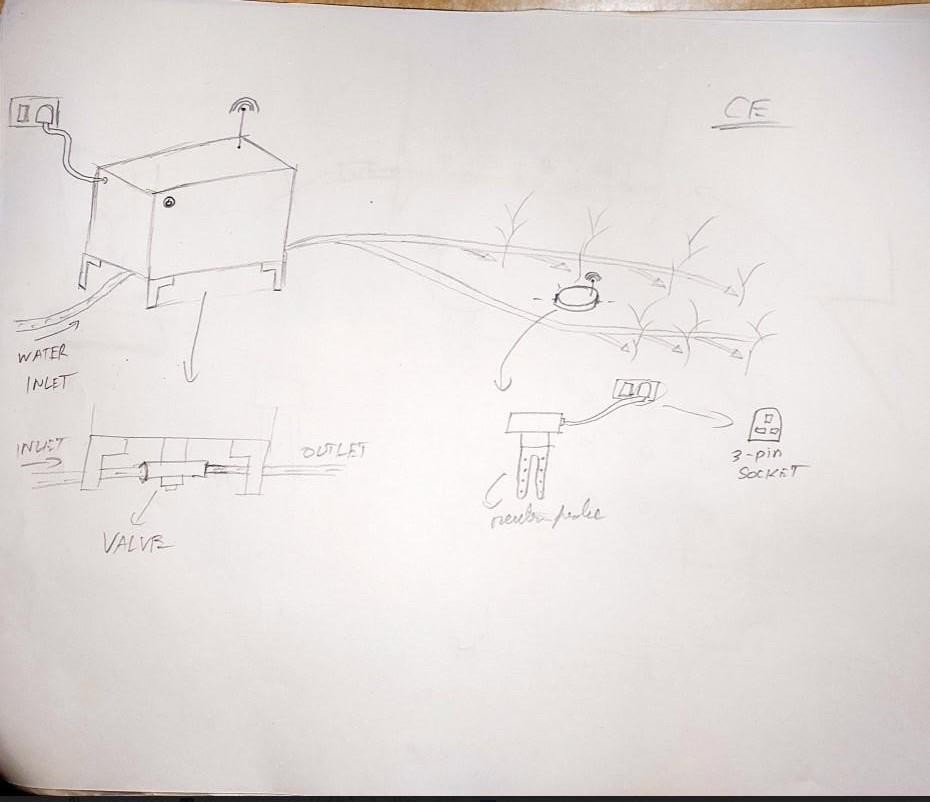 CE
WATER
INLET
INLET
OUTLET
VALVE
3-pin
SOCKET